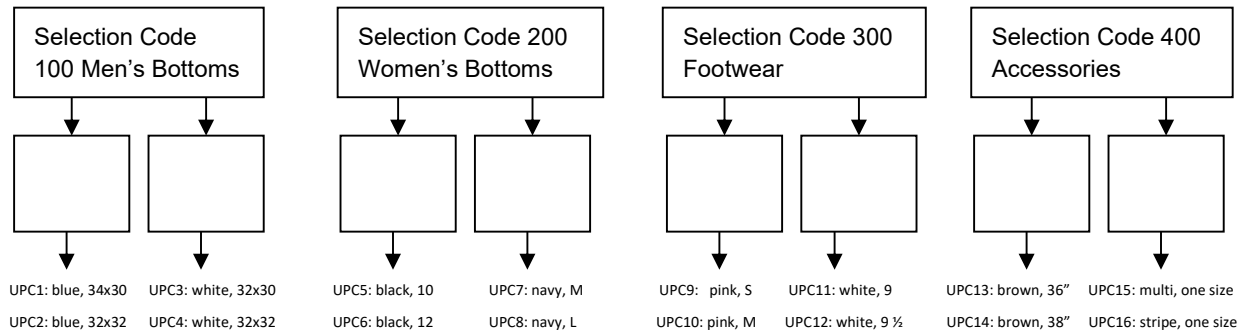 Selection Code
100 Men’s Bottoms
Selection Code 200
Women’s Bottoms
Selection Code 300
Footwear
Selection Code 400
Accessories
UPC1: blue, 34x30
UPC2: blue, 32x32
UPC3: white, 32x30
UPC4: white, 32x32
UPC5: black, 10
UPC6: black, 12
UPC7: navy, M
UPC8: navy, L
UPC9: pink, S
UPC10: pink, M
UPC11: white, 9
UPC12: white, 9 ½
UPC13: brown, 36”
UPC14: brown, 38”
UPC15: multi, one size
UPC16: stripe, one size